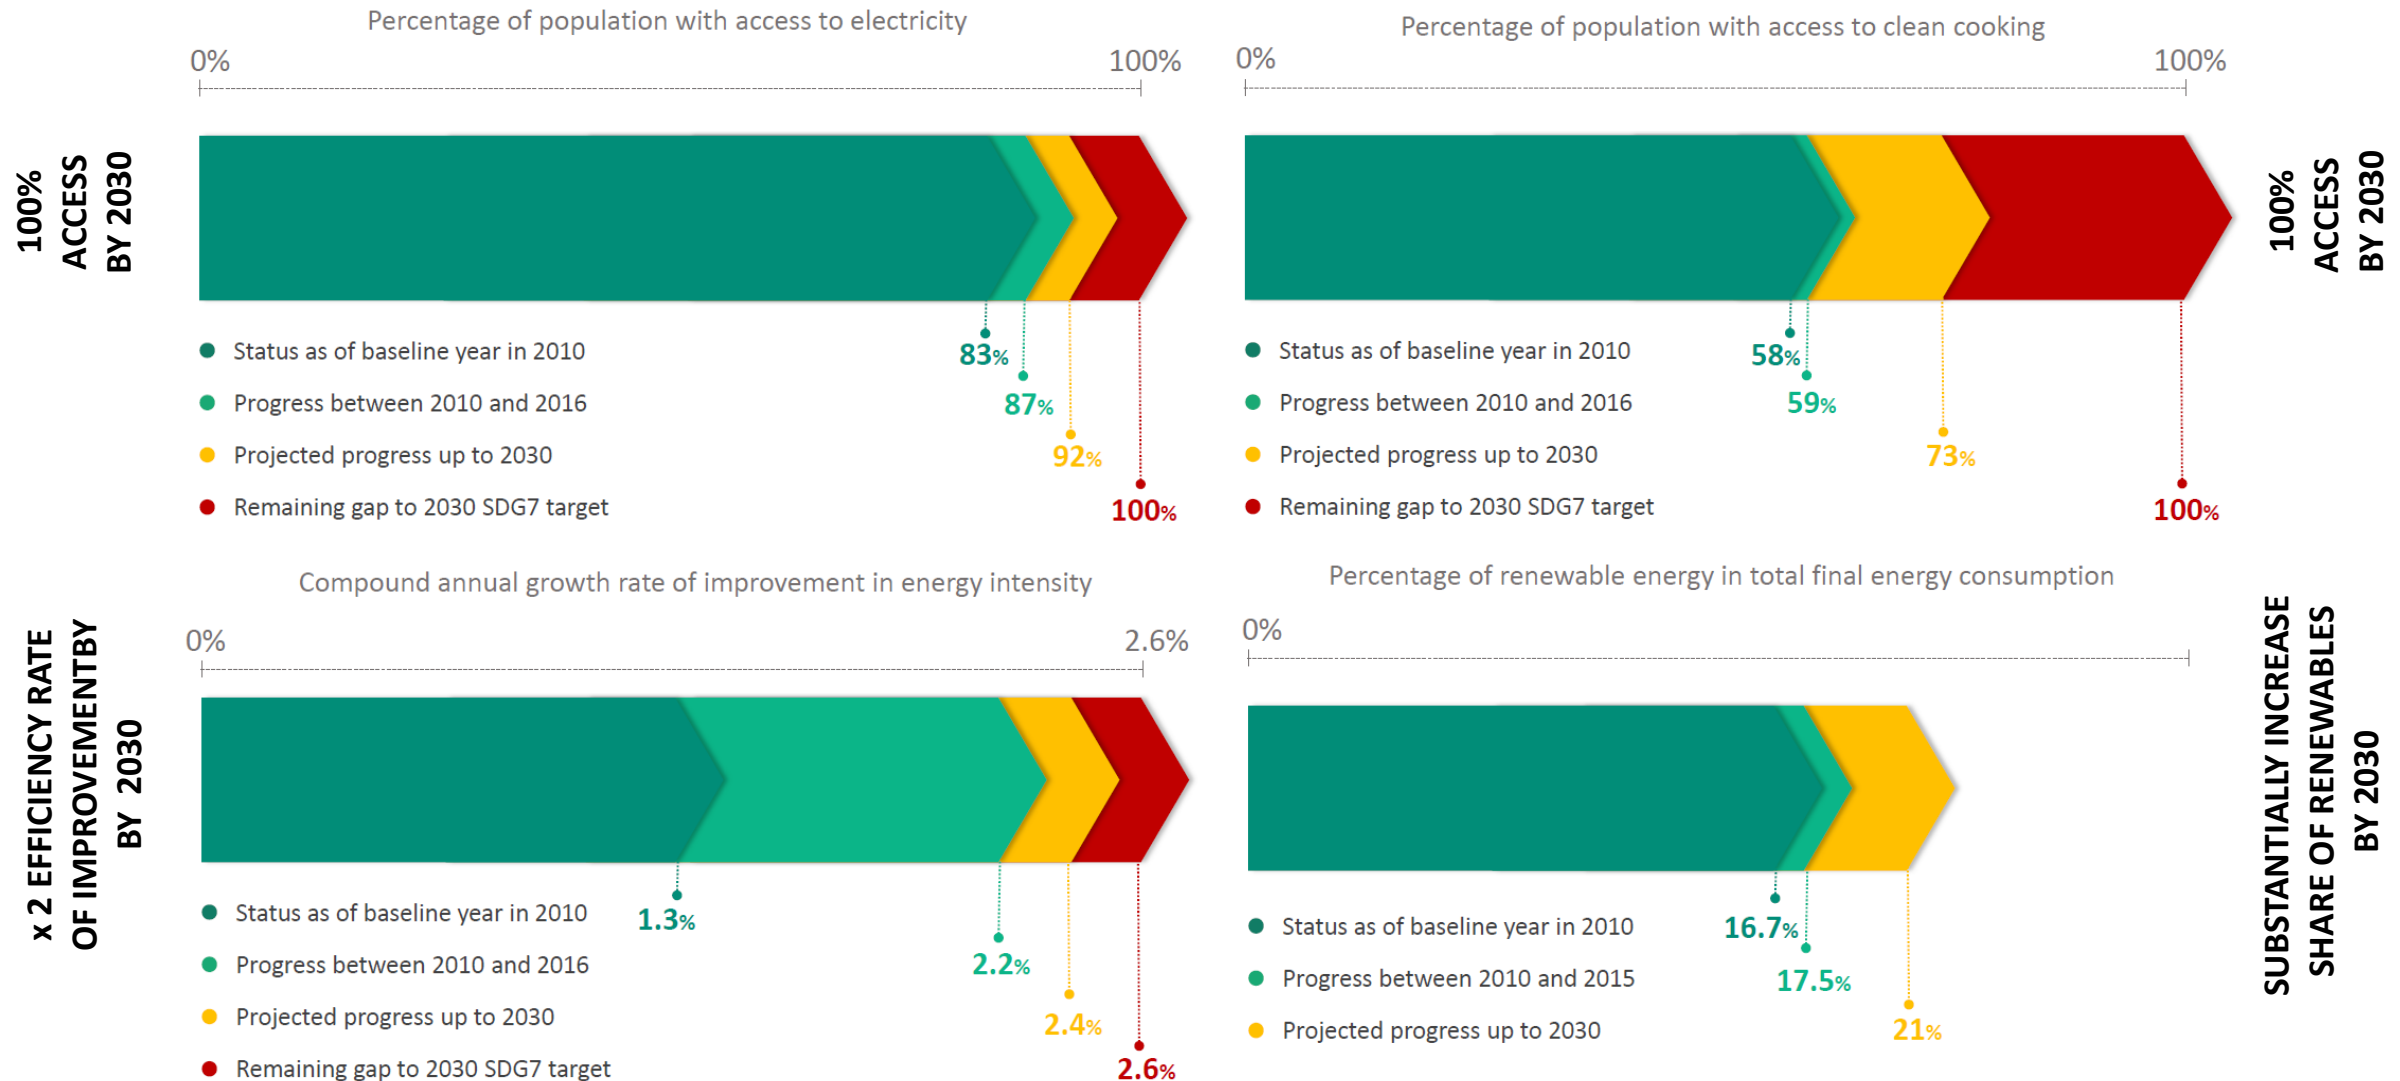 Percentage of population with access to electricity
0%
100%
100%
ACCESS
BY 2030
83%
87%
92%
100%
Status as of baseline year in 2010
Progress between 2010 and 2016
Projected progress up to 2030
Remaining gap to 2030 SDG7 target
Percentage of population with access to clean cooking
0%
100%
100%
ACCESS
BY 2030
58%
59%
73%
100%
Status as of baseline year in 2010
Progress between 2010 and 2016
Projected progress up to 2030
Remaining gap to 2030 SDG7 target
Compound annual growth rate of improvement in energy intensity
0%
2.6%
x 2 EFFICIENCY RATE
OF IMPROVEMENTBY
BY 2030
1.3%
2.2%
2.4%
2.6%
Status as of baseline year in 2010
Progress between 2010 and 2016
Projected progress up to 2030
Remaining gap to 2030 SDG7 target
Percentage of renewable energy in total final energy consumption
0%
SUBSTANTIALLY INCREASE
SHARE OF RENEWABLES
BY 2030
16.7%
17.5%
21%
Status as of baseline year in 2010
Progress between 2010 and 2015
Projected progress up to 2030